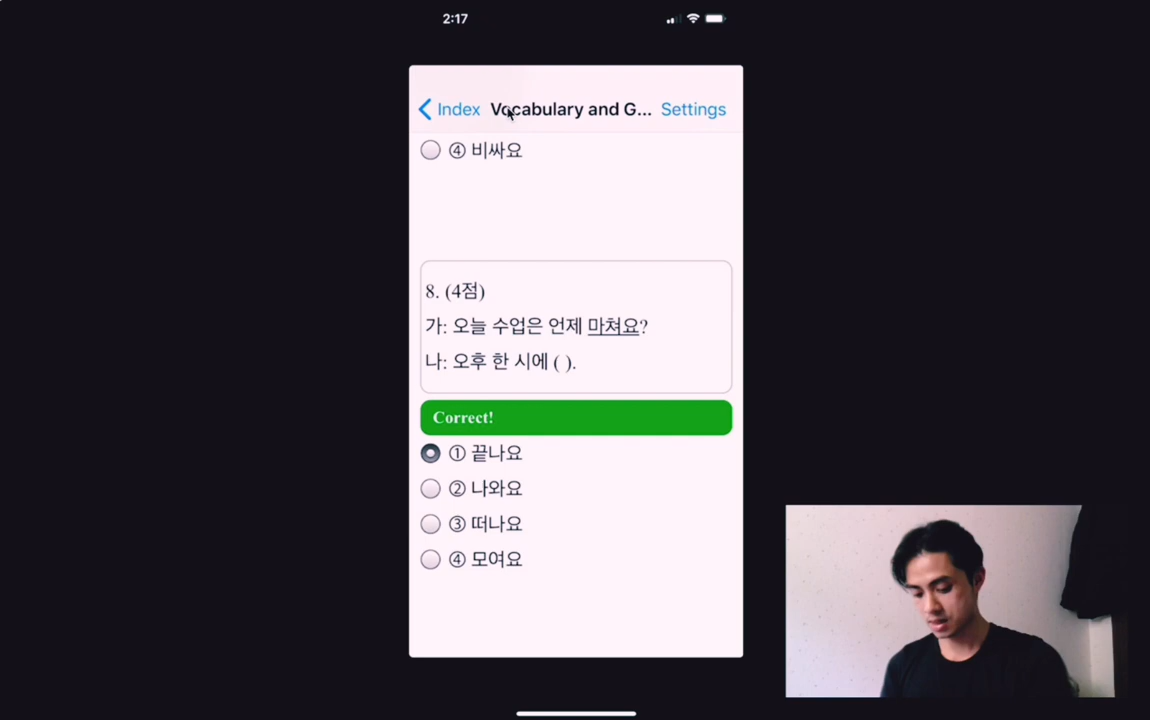 2:17
Index Vocabulary and G... Settings
④ 비싸요
8. (4점)
가: 오늘 수업은 언제 마쳐요?
나: 오후 한 시에 ( ).
Correct!
① 끝나요
② 나와요
③ 떠나요
④ 모여요